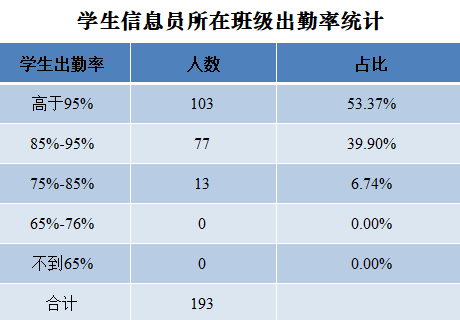 学生信息员所在班级出勤率统计
学生出勤率 人数 占比
高于95% 103 53.37%
85%-95% 77 39.90%
75%-85% 13 6.74%
65%-76% 0 0.00%
不到65% 0 0.00%
合计 193